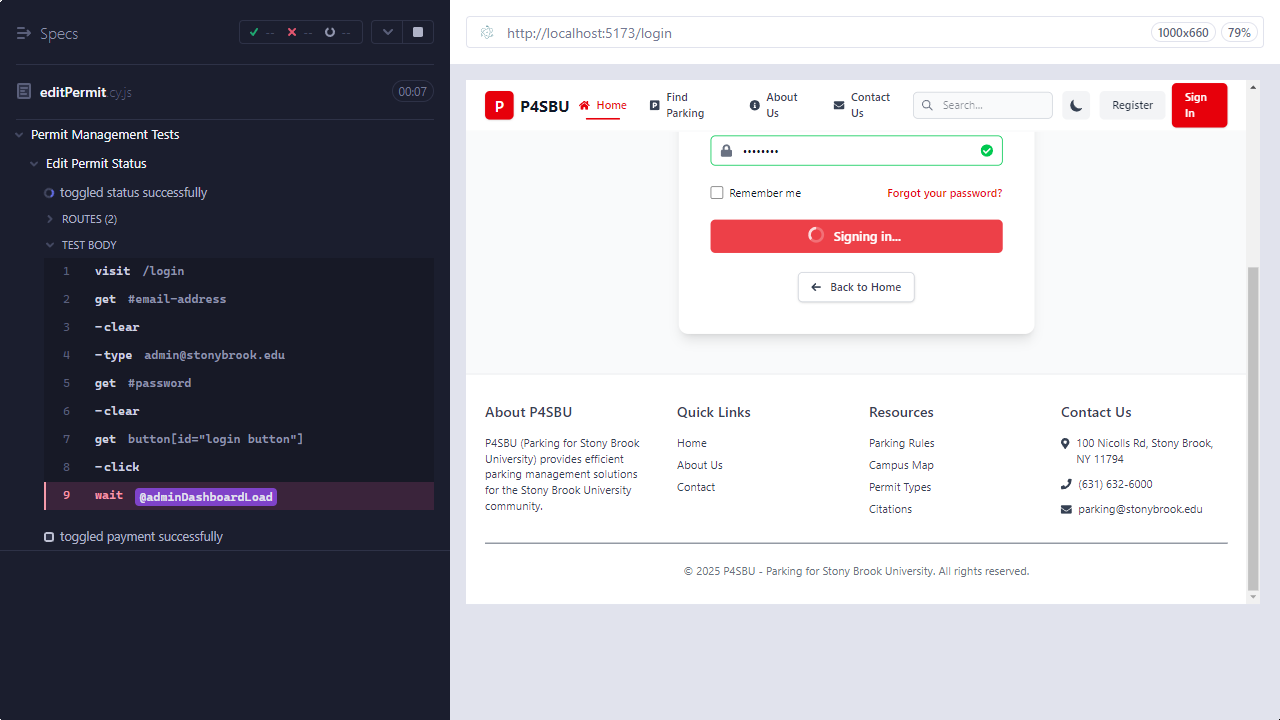 Specs
--
--
--
editPermit.cy.js
00:07
Permit Management Tests
Edit Permit Status
toggled status successfully
ROUTES (2)
TEST BODY
1 visit /login
2 get #email-address
3 -clear
4 -type admin@stonybrook.edu
5 get #password
6 -clear
7 get button[id="login button"]
8 -click
9 wait @adminDashboardLoad
toggled payment successfully
http://localhost:5173/login
1000x660
79%
P P4SBU
Home
Find
Parking
About
Us
Contact
Us
Search...
Register
Sign
In
••••••••
Remember me
Forgot your password?
Signing in...
Back to Home
About P4SBU
P4SBU (Parking for Stony Brook
University) provides efficient
parking management solutions
for the Stony Brook University
community.
Quick Links
Home
About Us
Contact
Resources
Parking Rules
Campus Map
Permit Types
Citations
Contact Us
100 Nicolls Rd, Stony Brook,
NY 11794
(631) 632-6000
parking@stonybrook.edu
© 2025 P4SBU - Parking for Stony Brook University. All rights reserved.